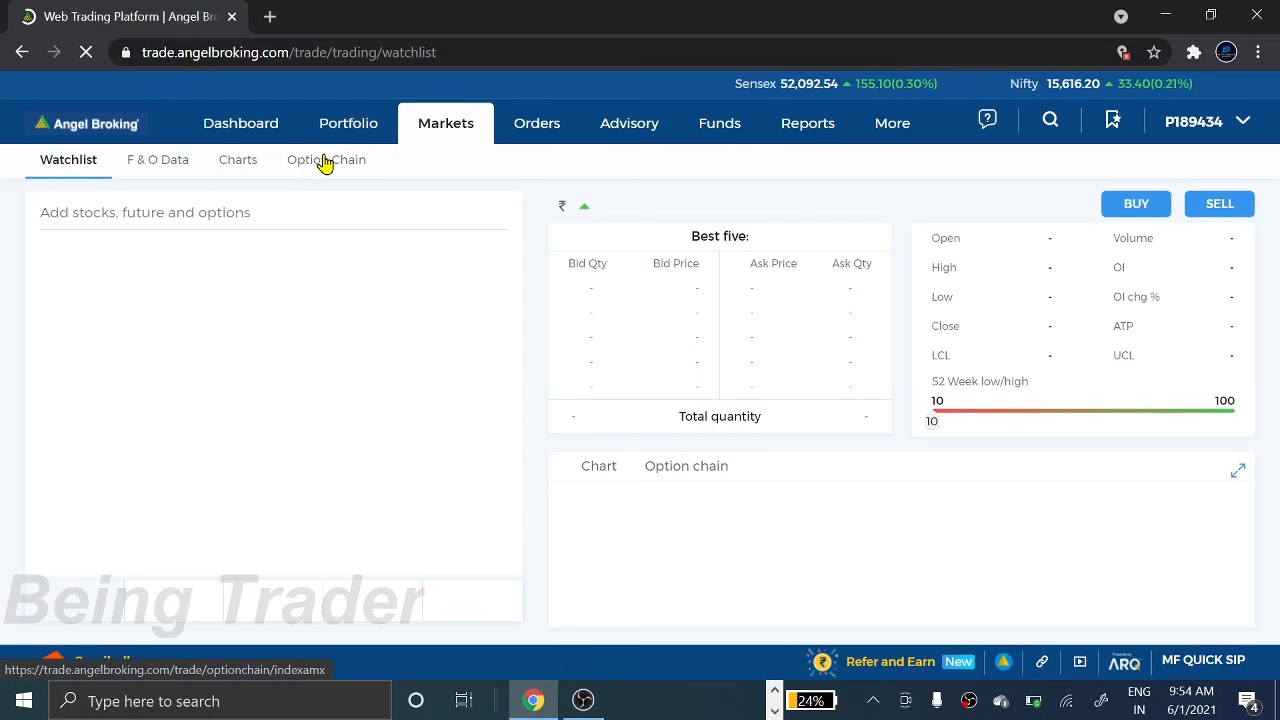 Web Trading Platform | Angel Bro
trade.angelbroking.com/trade/trading/watchlist
Sensex 52,092.54 155.10(0.30%) Nifty 15,616.20 33.40(0.21%)
Angel Broking Dashboard Portfolio Markets Orders Advisory Funds Reports More P189434
Watchlist F & O Data Charts Option Chain
Add stocks, future and options
₹ BUY SELL
Best five:
Bid Qty Bid Price Ask Price Ask Qty
- - - -
- - - -
- - - -
- - - -
- - - -
- Total quantity -
Open - Volume -
High - OI -
Low - OI chg % -
Close - ATP -
LCL - UCL -
52 Week low/high
10 100
10
Chart Option chain
Being Trader
Refer and Earn New Powered by ARQ MF QUICK SIP
https://trade.angelbroking.com/trade/optionchain/indexamx
Type here to search 24% ENG IN 9:54 AM 6/1/2021 4